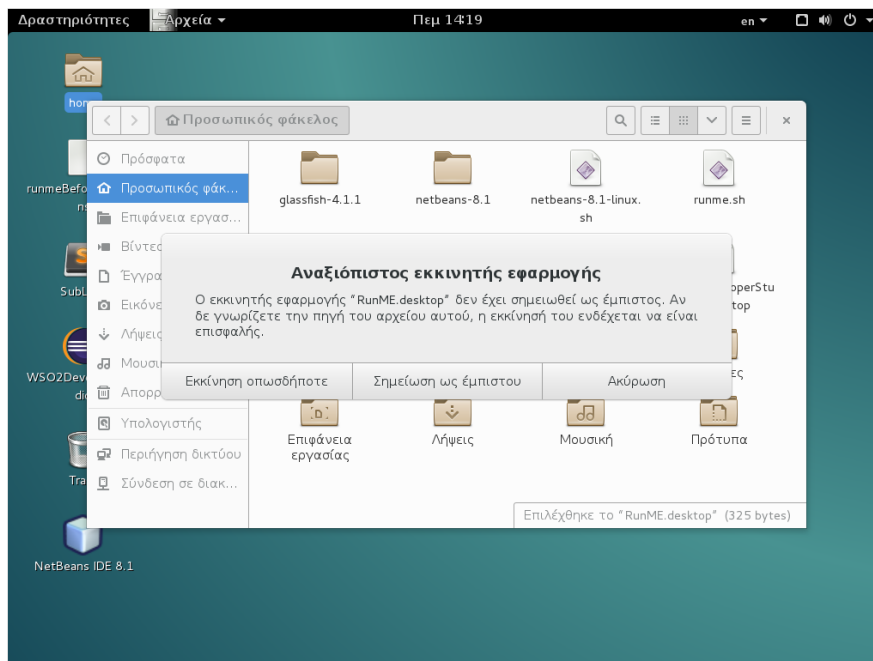 Δραστηριότητες Αρχεία Πεμ 14:19 en
Προσωπικός φάκελος
Πρόσφατα
Προσωπικός φάκ...
Επιφάνεια εργασ...
Λήψεις
Υπολογιστής
Περιήγηση δικτύου
Σύνδεση σε διακ...
glassfish-4.1.1
netbeans-8.1
netbeans-8.1-linux.
sh
runme.sh
Αναξιόπιστος εκκινητής εφαρμογής
Ο εκκινητής εφαρμογής "RunME.desktop" δεν έχει σημειωθεί ως έμπιστος. Αν
δε γνωρίζετε την πηγή του αρχείου αυτού, η εκκίνησή του ενδέχεται να είναι
επισφαλής.
Εκκίνηση οπωσδήποτε
Σημείωση ως έμπιστου
Ακύρωση
Επιφάνεια
εργασίας
Λήψεις
Μουσική
Πρότυπα
Επιλέχθηκε το "RunME.desktop" (325 bytes)
NetBeans IDE 8.1